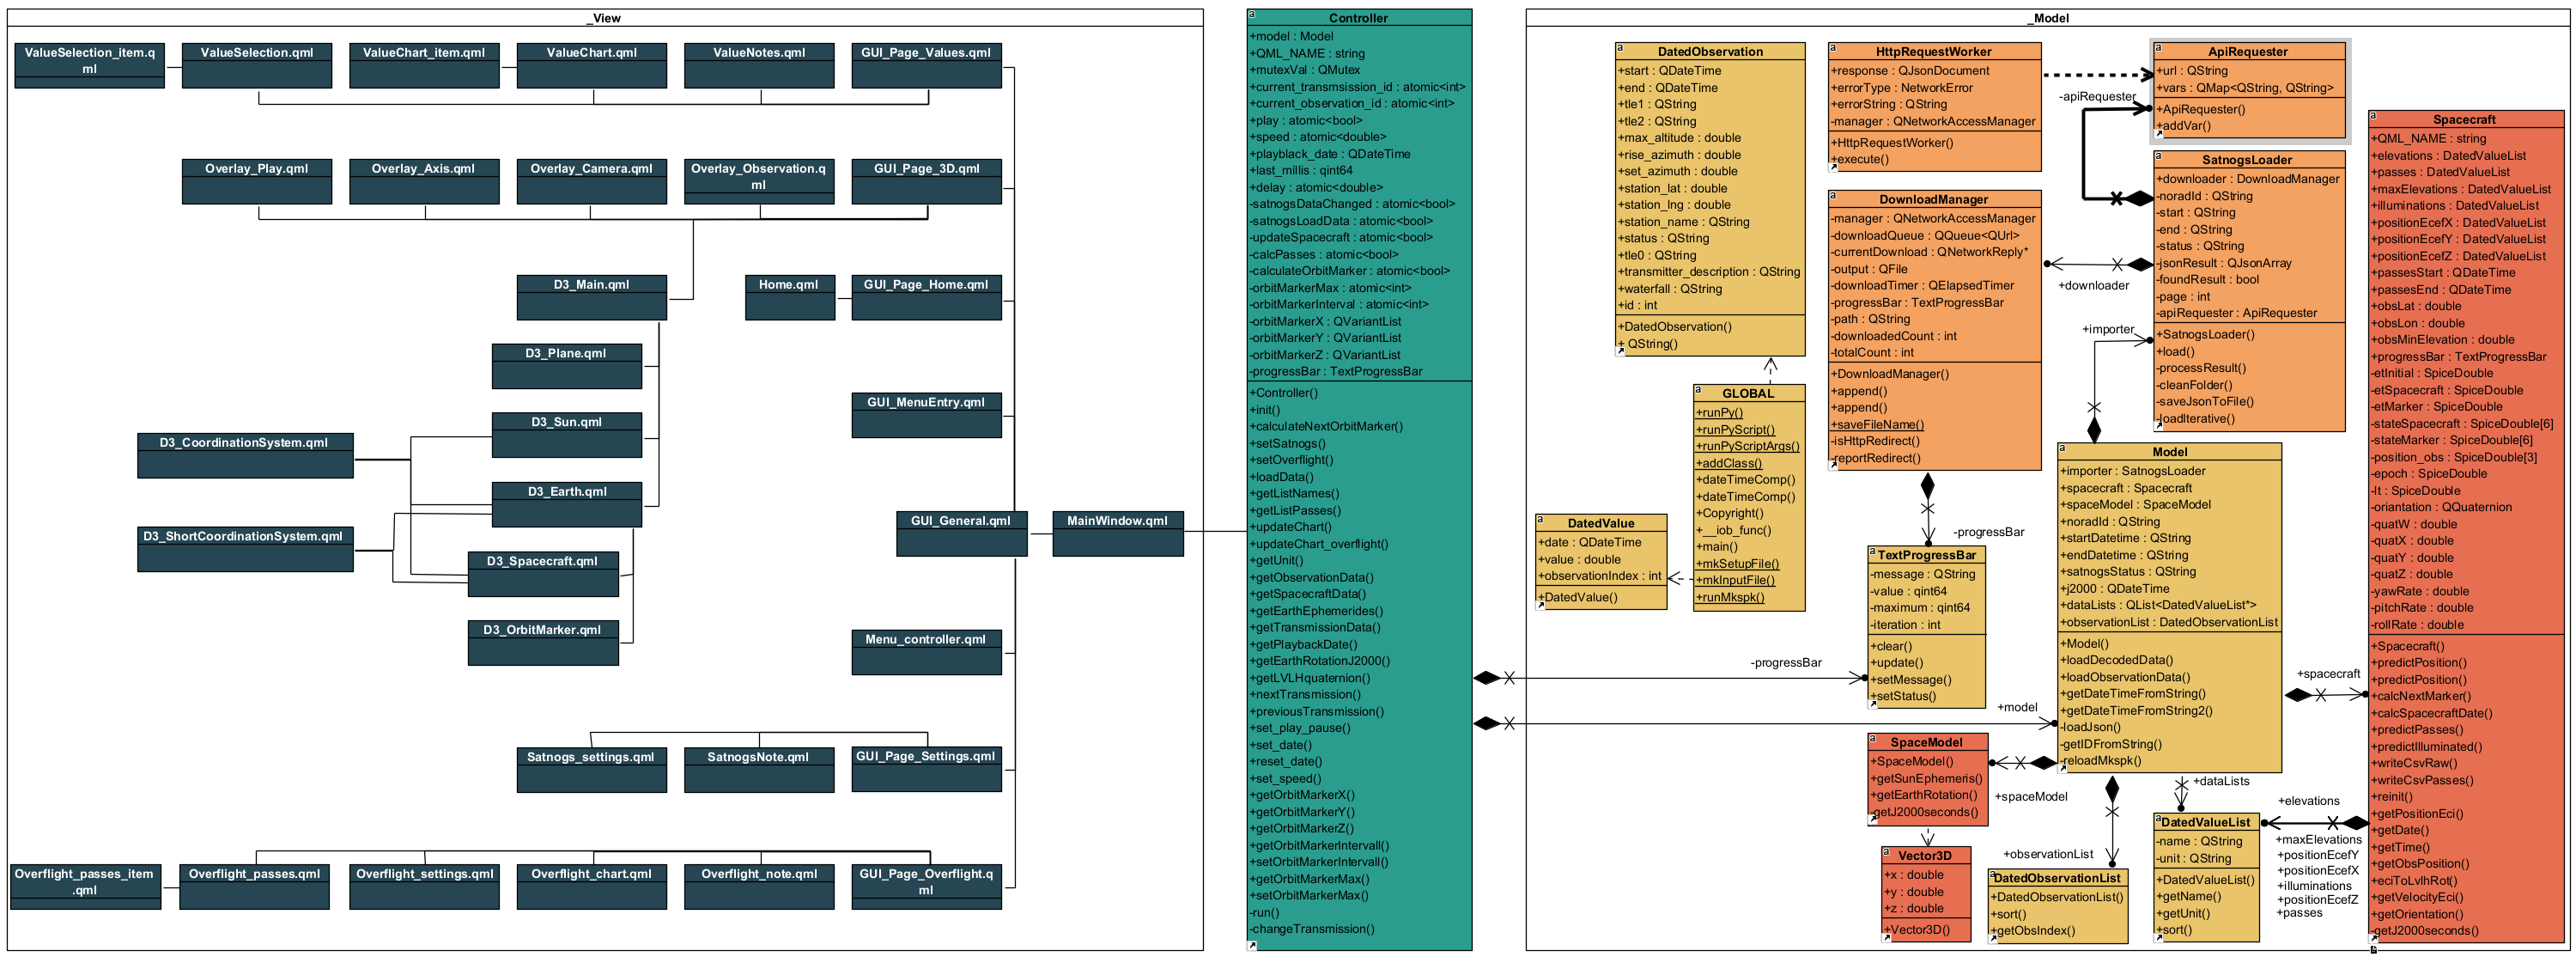 _View
ValueSelection_item.q
ml
ValueSelection.qml
ValueChart_item.qml
ValueChart.qml
ValueNotes.qml
GUI_Page_Values.qml
Overlay_Play.qml
Overlay_Axis.qml
Overlay_Camera.qml
Overlay_Observation.q
ml
GUI_Page_3D.qml
D3_Main.qml
Home.qml
GUI_Page_Home.qml
D3_Plane.qml
GUI_MenuEntry.qml
D3_Sun.qml
D3_CoordinationSystem.qml
D3_Earth.qml
D3_ShortCoordinationSystem.qml
GUI_General.qml
MainWindow.qml
D3_Spacecraft.qml
D3_OrbitMarker.qml
Menu_controller.qml
Satnogs_settings.qml
SatnogsNote.qml
GUI_Page_Settings.qml
Overflight_passes_item
.qml
Overflight_passes.qml
Overflight_settings.qml
Overflight_chart.qml
Overflight_note.qml
GUI_Page_Overflight.q
ml
a
Controller
+model : Model
+QML_NAME : string
+mutexVal : QMutex
+current_transmsission_id : atomic<int>
+current_observation_id : atomic<int>
+play : atomic<bool>
+speed : atomic<double>
+playblack_date : QDateTime
+last_millis : qint64
+delay : atomic<double>
-satnogsDataChanged : atomic<bool>
-satnogsLoadData : atomic<bool>
-updateSpacecraft : atomic<bool>
-calcPasses : atomic<bool>
-calculateOrbitMarker : atomic<bool>
-orbitMarkerMax : atomic<int>
-orbitMarkerInterval : atomic<int>
-orbitMarkerX : QVariantList
-orbitMarkerY : QVariantList
-orbitMarkerZ : QVariantList
-progressBar : TextProgressBar
+Controller()
+init()
+calculateNextOrbitMarker()
+setSatnogs()
+setOverflight()
+loadData()
+getListNames()
+getListPasses()
+updateChart()
+updateChart_overflight()
+getUnit()
+getObservationData()
+getSpacecraftData()
+getEarthEphemerides()
+getTransmissionData()
+getPlaybackDate()
+getEarthRotationJ2000()
+getLVLHquaternion()
+nextTransmission()
+previousTransmission()
+set_play_pause()
+set_date()
+reset_date()
+set_speed()
+getOrbitMarkerX()
+getOrbitMarkerY()
+getOrbitMarkerZ()
+getOrbitMarkerIntervall()
+setOrbitMarkerIntervall()
+getOrbitMarkerMax()
+setOrbitMarkerMax()
-run()
-changeTransmission()
_Model
a
DatedObservation
+start : QDateTime
+end : QDateTime
+tle1 : QString
+tle2 : QString
+max_altitude : double
+rise_azimuth : double
+set_azimuth : double
+station_lat : double
+station_lng : double
+station_name : QString
+status : QString
+tle0 : QString
+transmitter_description : QString
+waterfall : QString
+id : int
+DatedObservation()
+ QString()
a
GLOBAL
+runPy()
+runPyScript()
+runPyScriptArgs()
+addClass()
+dateTimeComp()
+dateTimeComp()
+Copyright()
+__iob_func()
+main()
+mkSetupFile()
+mkInputFile()
+runMkspk()
a
DatedValue
+date : QDateTime
+value : double
+observationIndex : int
+DatedValue()
a
HttpRequestWorker
+response : QJsonDocument
+errorType : NetworkError
+errorString : QString
-manager : QNetworkAccessManager
+HttpRequestWorker()
+execute()
a
DownloadManager
-manager : QNetworkAccessManager
-downloadQueue : QQueue<QUrl>
-currentDownload : QNetworkReply*
-output : QFile
-downloadTimer : QElapsedTimer
-progressBar : TextProgressBar
-path : QString
-downloadedCount : int
-totalCount : int
+DownloadManager()
+append()
+append()
+saveFileName()
-isHttpRedirect()
-reportRedirect()
-progressBar
a
TextProgressBar
-message : QString
-value : qint64
-maximum : qint64
-iteration : int
+clear()
+update()
+setMessage()
+setStatus()
-progressBar
+model
a
ApiRequester
+url : QString
+vars : QMap<QString, QString>
+ApiRequester()
+addVar()
-apiRequester
a
SatnogsLoader
+downloader : DownloadManager
-noradId : QString
-start : QString
-end : QString
-status : QString
-jsonResult : QJsonArray
-foundResult : bool
-page : int
-apiRequester : ApiRequester
+SatnogsLoader()
+load()
-processResult()
-cleanFolder()
-saveJsonToFile()
-loadIterative()
+downloader
+importer
a
Model
+importer : SatnogsLoader
+spacecraft : Spacecraft
+spaceModel : SpaceModel
+noradId : QString
+startDatetime : QString
+endDatetime : QString
+satnogsStatus : QString
+j2000 : QDateTime
+dataLists : QList<DatedValueList*>
+observationList : DatedObservationList
+Model()
+loadDecodedData()
+loadObservationData()
+getDateTimeFromString()
+getDateTimeFromString2()
-loadJson()
-getIDFromString()
-reloadMkspk()
+spacecraft
a
SpaceModel
+SpaceModel()
+getSunEphemeris()
+getEarthRotation()
-getJ2000seconds()
+spaceModel
a
Vector3D
+x : double
+y : double
+z : double
+Vector3D()
+observationList
a
DatedObservationList
+DatedObservationList()
+sort()
+getObsIndex()
+dataLists
a
DatedValueList
-name : QString
-unit : QString
+DatedValueList()
+getName()
+getUnit()
+sort()
+elevations
+maxElevations
+positionEcefY
+positionEcefX
+illuminations
+positionEcefZ
+passes
a
Spacecraft
+QML_NAME : string
+elevations : DatedValueList
+passes : DatedValueList
+maxElevations : DatedValueList
+illuminations : DatedValueList
+positionEcefX : DatedValueList
+positionEcefY : DatedValueList
+positionEcefZ : DatedValueList
+passesStart : QDateTime
+passesEnd : QDateTime
+obsLat : double
+obsLon : double
+obsMinElevation : double
+progressBar : TextProgressBar
-etInitial : SpiceDouble
-etSpacecraft : SpiceDouble
-etMarker : SpiceDouble
-stateSpacecraft : SpiceDouble[6]
-stateMarker : SpiceDouble[6]
-position_obs : SpiceDouble[3]
-epoch : SpiceDouble
-lt : SpiceDouble
-oriantation : QQuaternion
-quatW : double
-quatX : double
-quatY : double
-quatZ : double
-yawRate : double
-pitchRate : double
-rollRate : double
+Spacecraft()
+predictPosition()
+predictPosition()
+calcNextMarker()
+calcSpacecraftDate()
+predictPasses()
+predictIlluminated()
+writeCsvRaw()
+writeCsvPasses()
+reinit()
+getPositionEci()
+getDate()
+getTime()
+getObsPosition()
+eciToLvlhRot()
+getVelocityEci()
+getOrientation()
-getJ2000seconds()